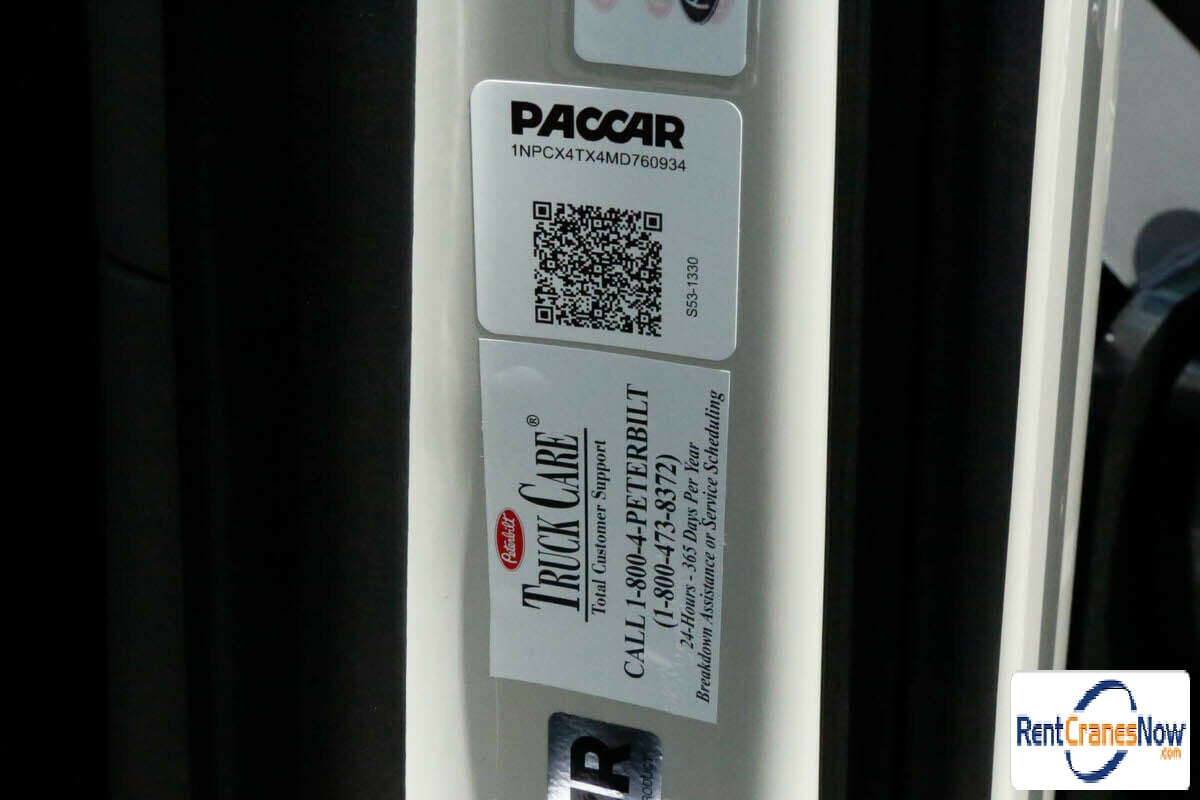 PACCAR
1NPCX4TX4MD760934
S53-1330
Peterbilt
TRUCK CARE®
Total Customer Support
CALL 1-800-4-PETERBILT
(1-800-473-8372)
24-Hours - 365 Days Per Year
Breakdown Assistance or Service Scheduling
RentCranesNow
.com